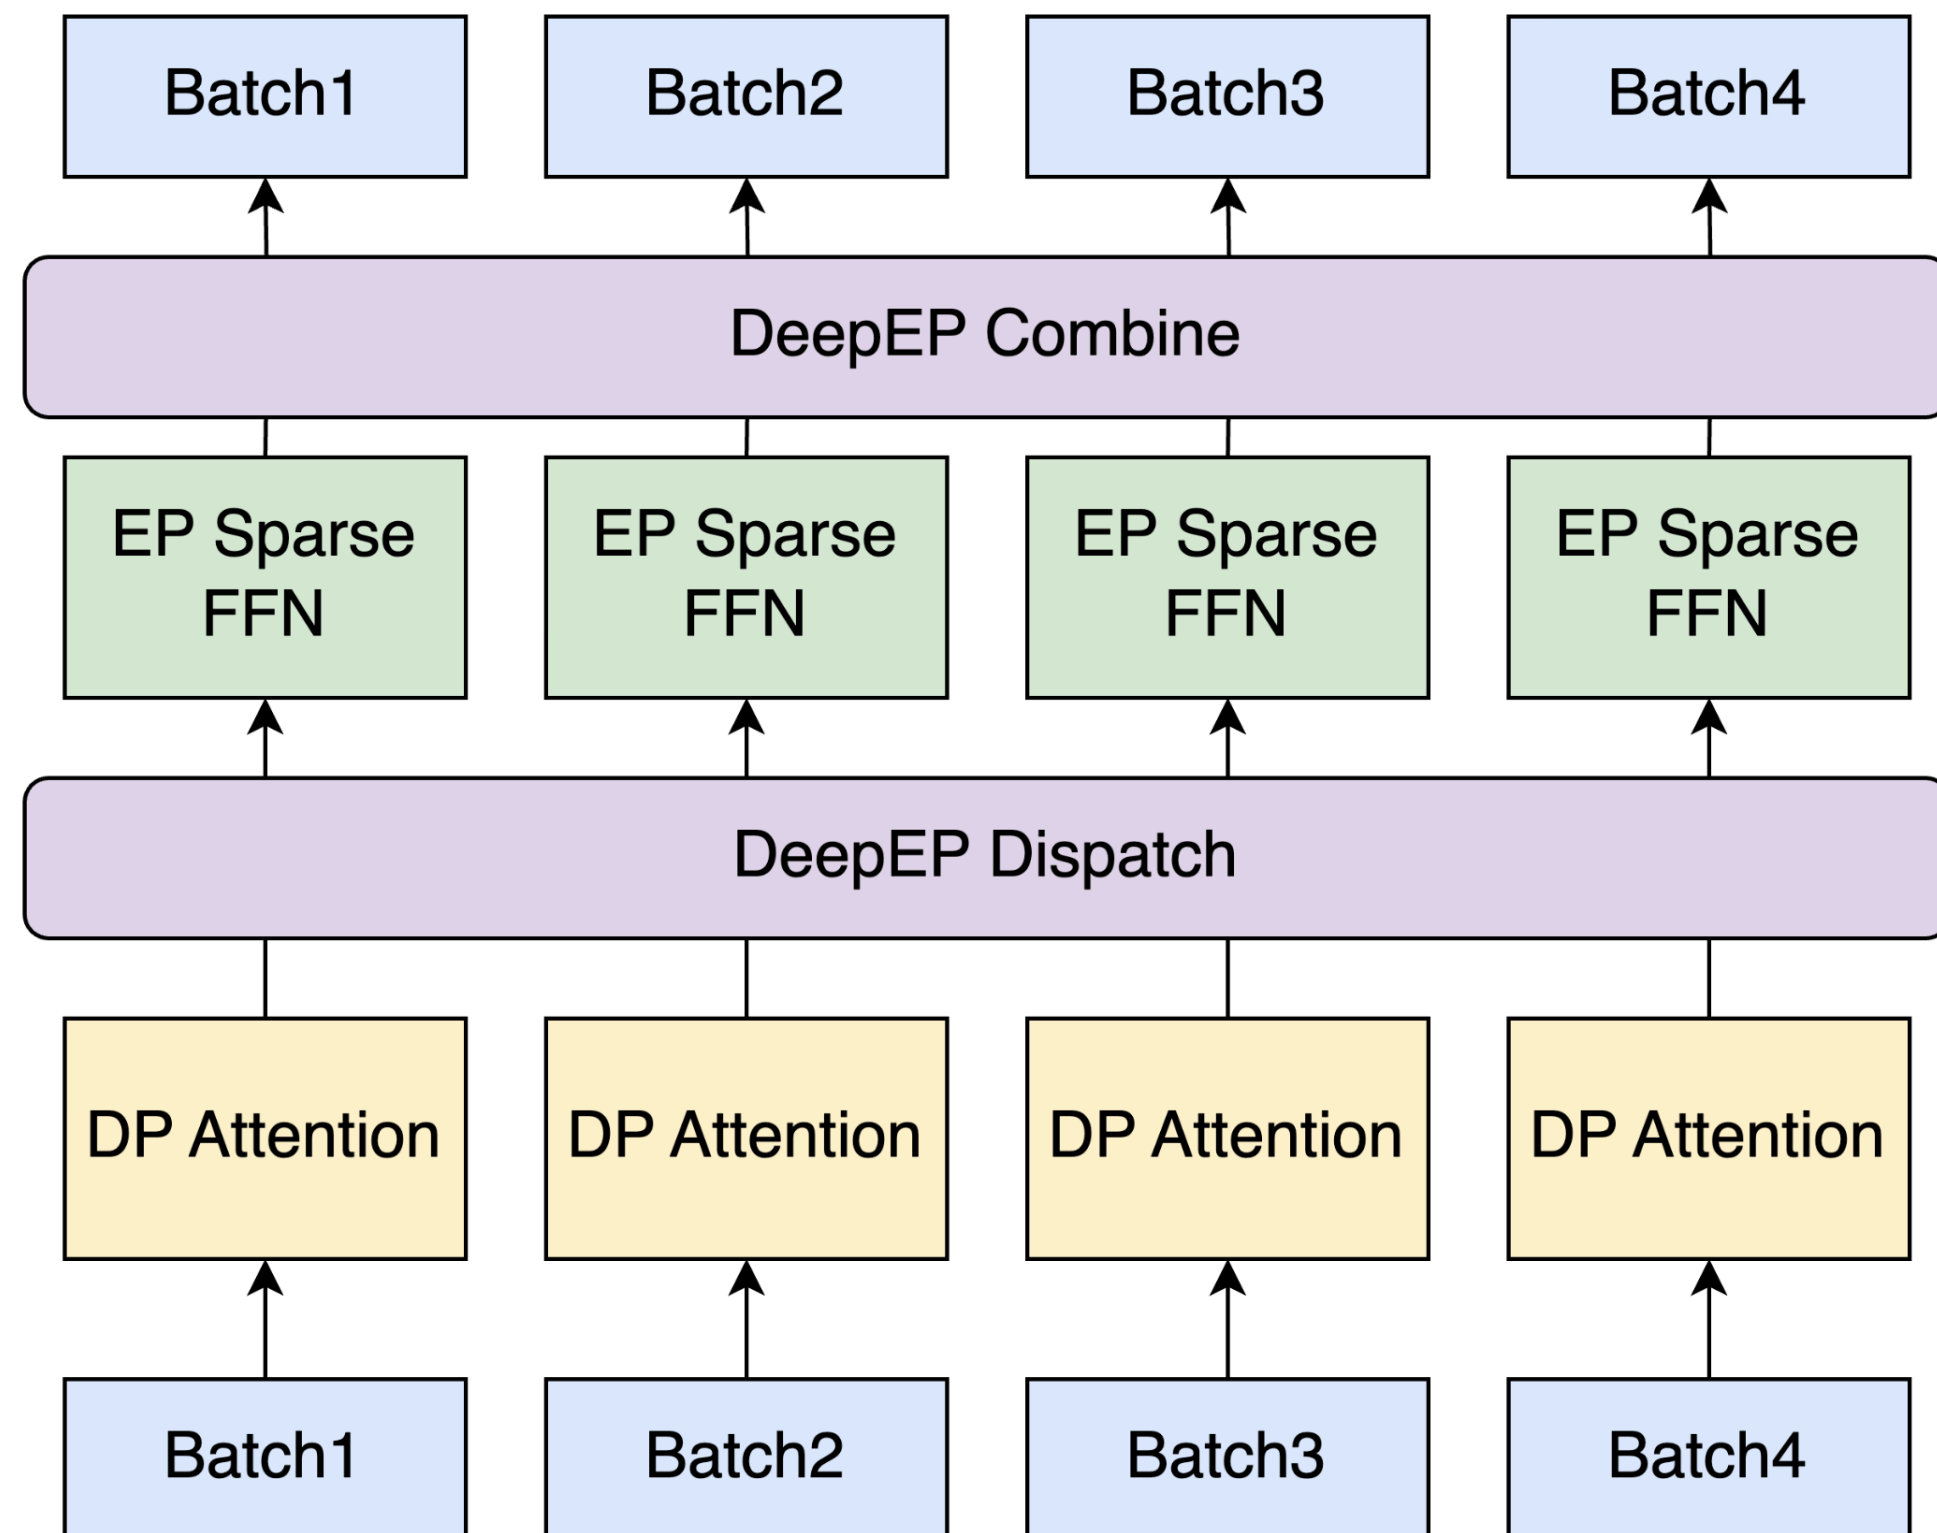 Batch1
Batch2
Batch3
Batch4
DeepEP Combine
EP Sparse
FFN
EP Sparse
FFN
EP Sparse
FFN
EP Sparse
FFN
DeepEP Dispatch
DP Attention
DP Attention
DP Attention
DP Attention
Batch1
Batch2
Batch3
Batch4